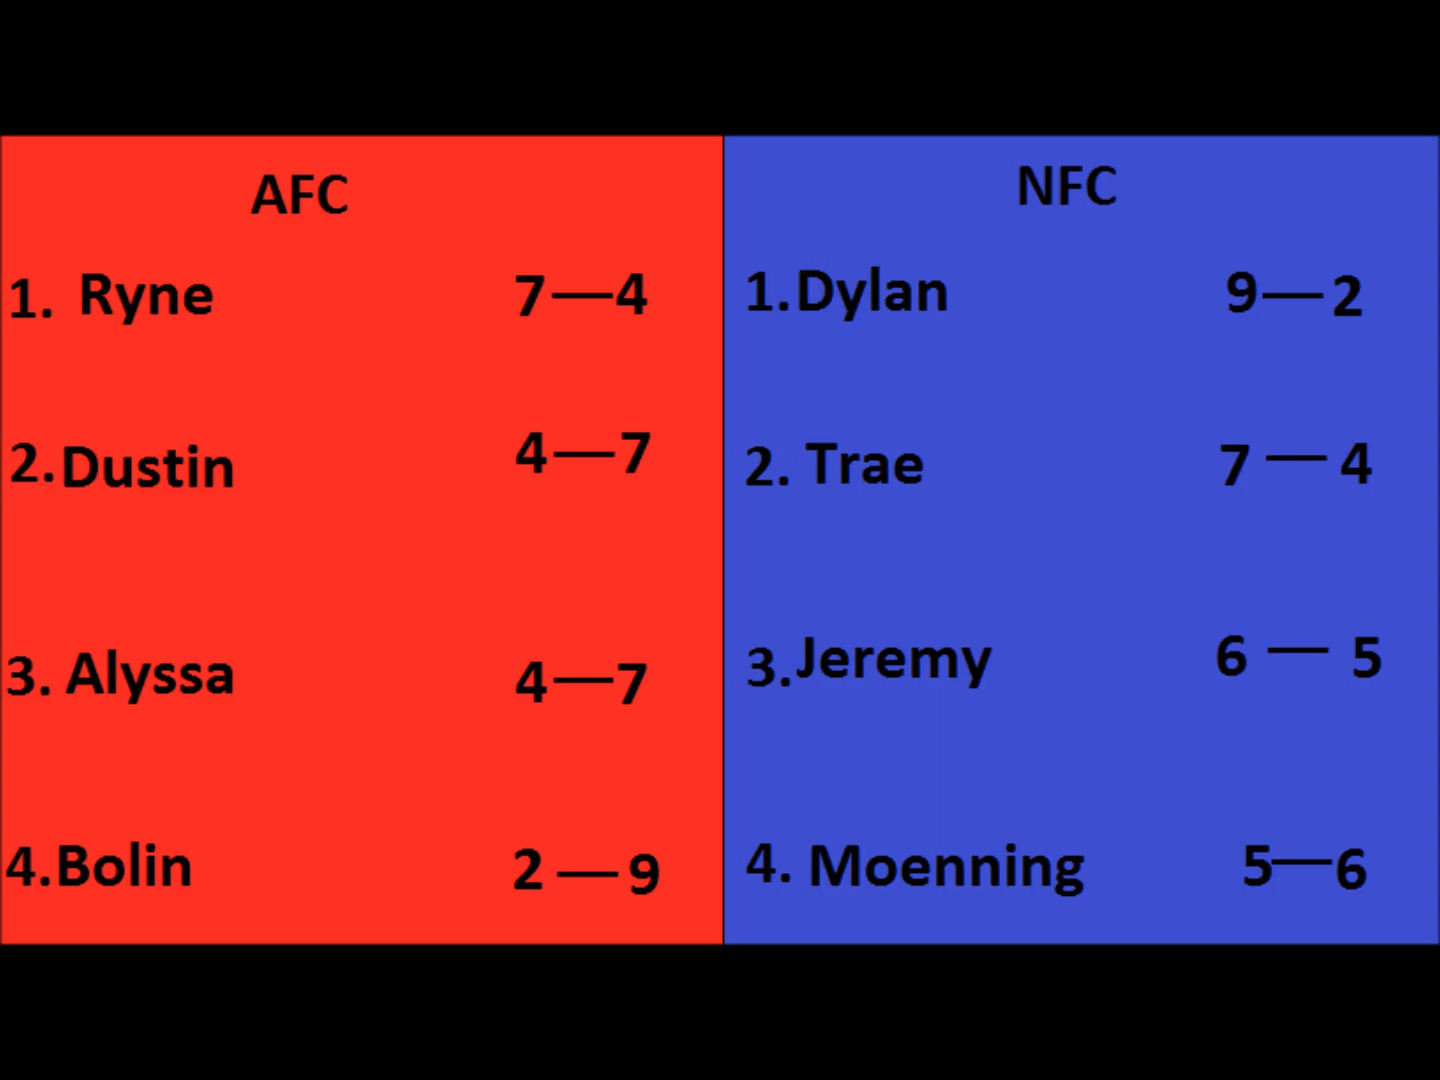 AFC
1. Ryne 7—4
2. Dustin 4—7
3. Alyssa 4—7
4. Bolin 2—9
NFC
1. Dylan 9—2
2. Trae 7—4
3. Jeremy 6—5
4. Moenning 5—6